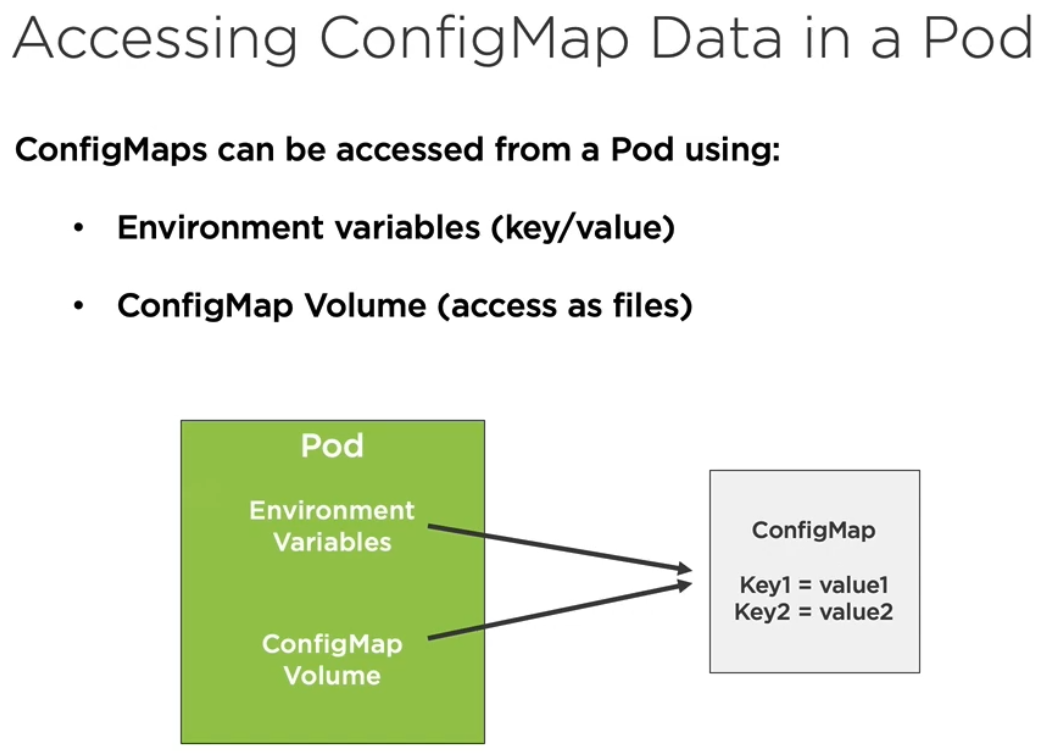 Accessing ConfigMap Data in a Pod
ConfigMaps can be accessed from a Pod using:
• Environment variables (key/value)
• ConfigMap Volume (access as files)
Pod
Environment
Variables
ConfigMap
Volume
ConfigMap
Key1 = value1
Key2 = value2